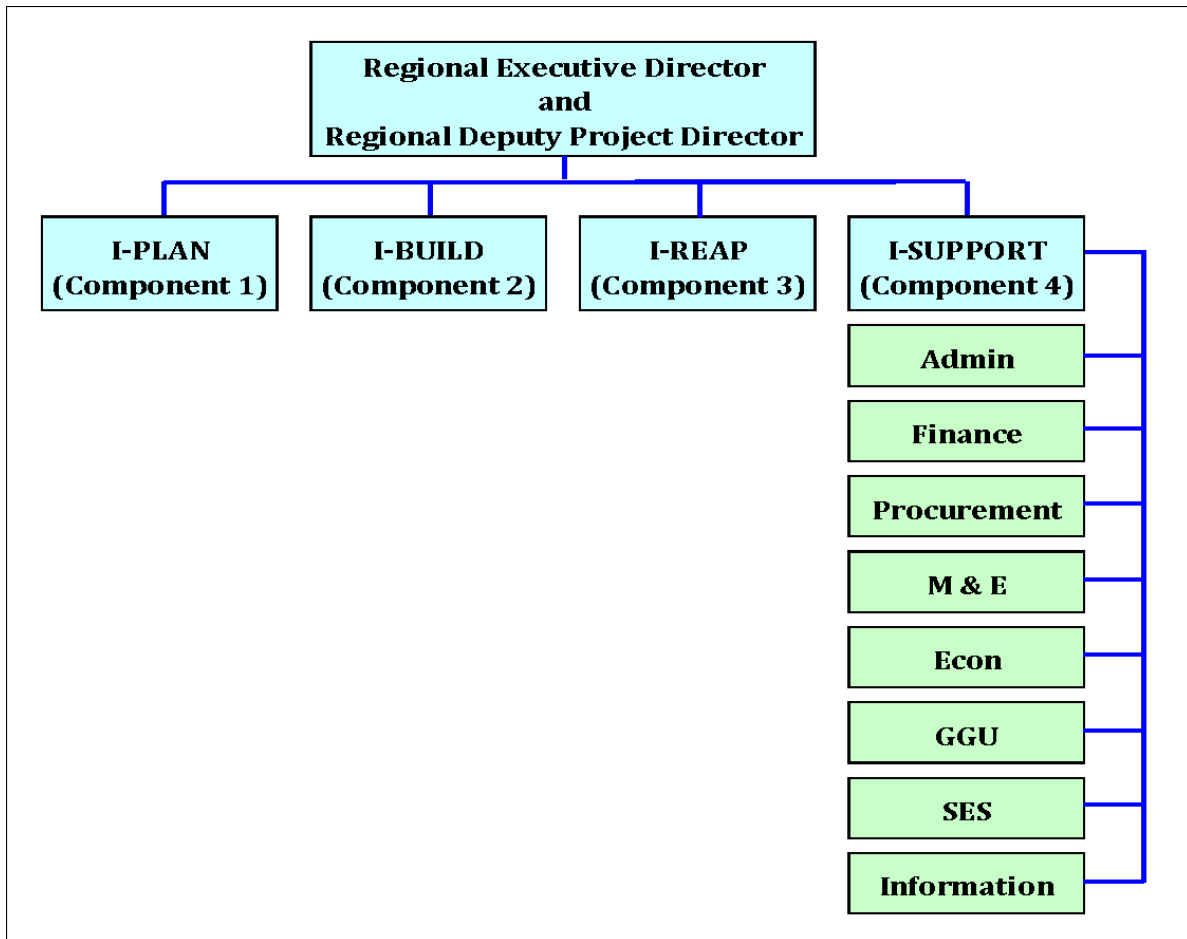 Regional Executive Director
and
Regional Deputy Project Director
I-PLAN
(Component 1)
I-BUILD
(Component 2)
I-REAP
(Component 3)
I-SUPPORT
(Component 4)
Admin
Finance
Procurement
M & E
Econ
GGU
SES
Information